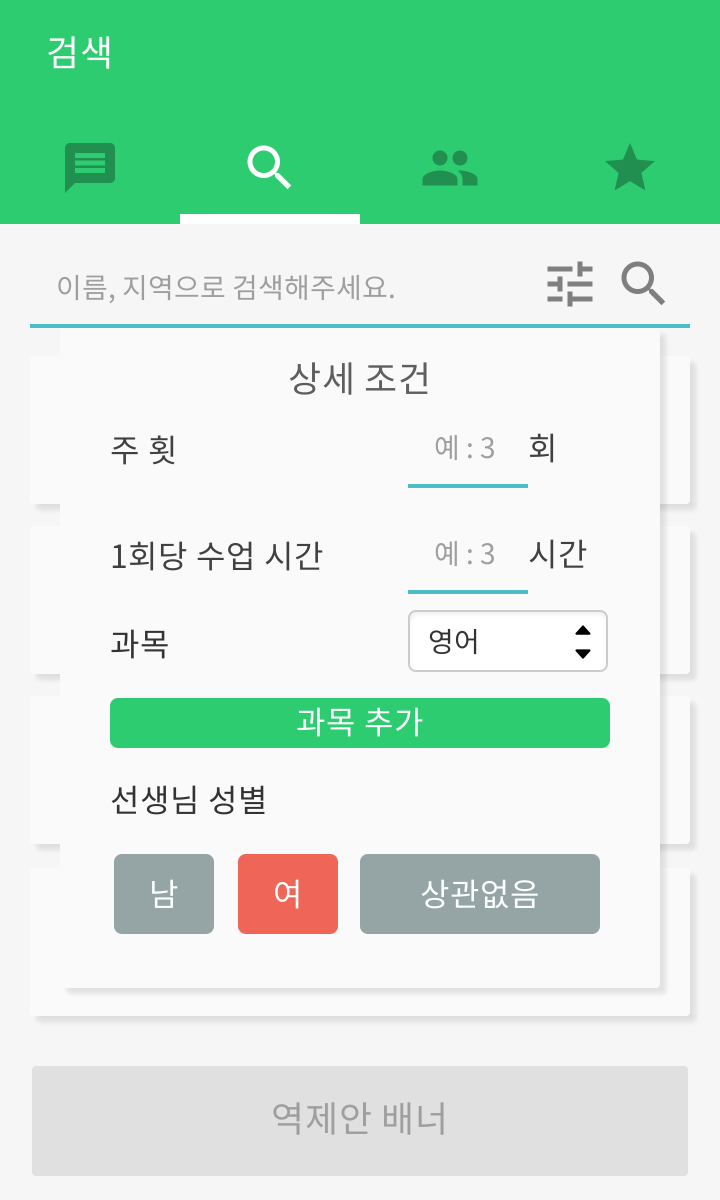 검색
이름, 지역으로 검색해주세요.
상세 조건
주 횟 예 : 3 회
1회당 수업 시간 예 : 3 시간
과목 영어
과목 추가
선생님 성별
남 여 상관없음
역제안 배너